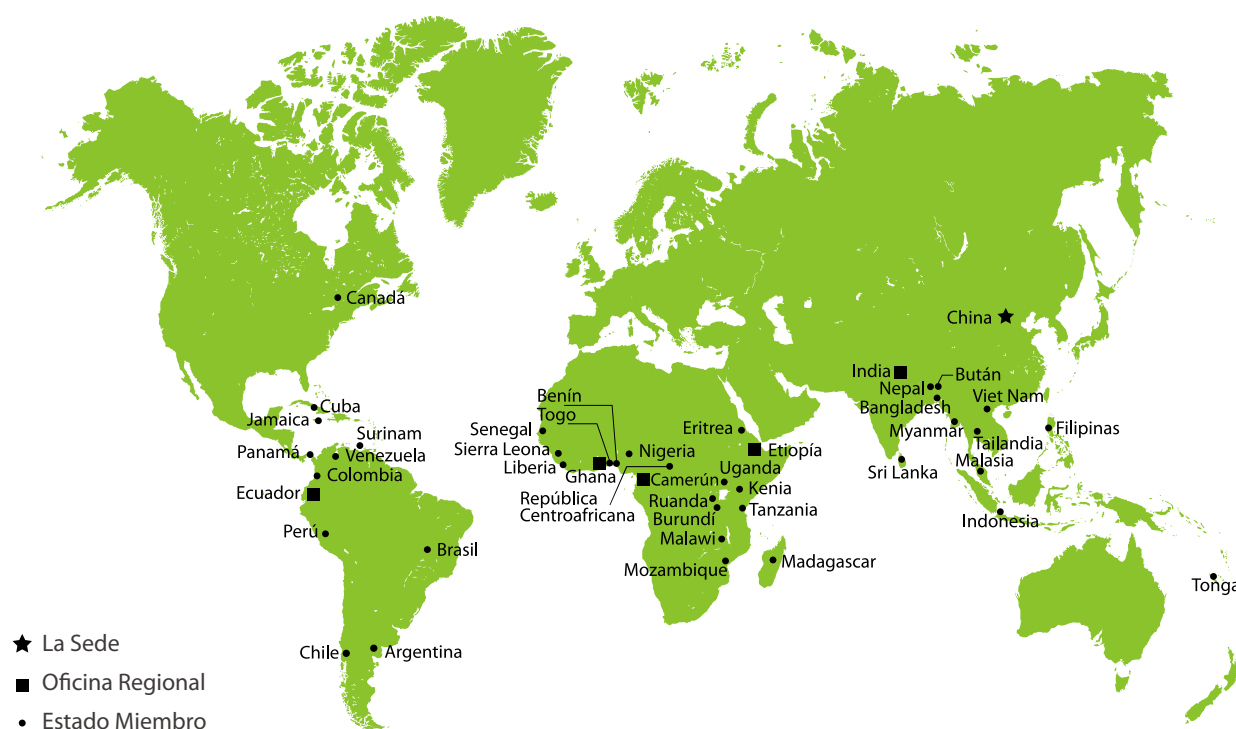 Canadá
China
India
Bután
Nepal
Viet Nam
Bangladesh
Benín
Cuba
Togo
Jamaica
Myanmar
Filipinas
Senegal
Eritrea
Surinam
Tailandia
Sierra Leona
Nigeria
Etiopía
Panamá
Venezuela
Malasia
Liberia
Uganda
Sri Lanka
Ghana
Colombia
Camerún
Kenia
Ecuador
República
Centroafricana
Ruanda
Tanzania
Burundí
Indonesia
Perú
Malawi
Brasil
Madagascar
Mozambique
Tonga
La Sede
Chile
Argentina
Oficina Regional
Estado Miembro